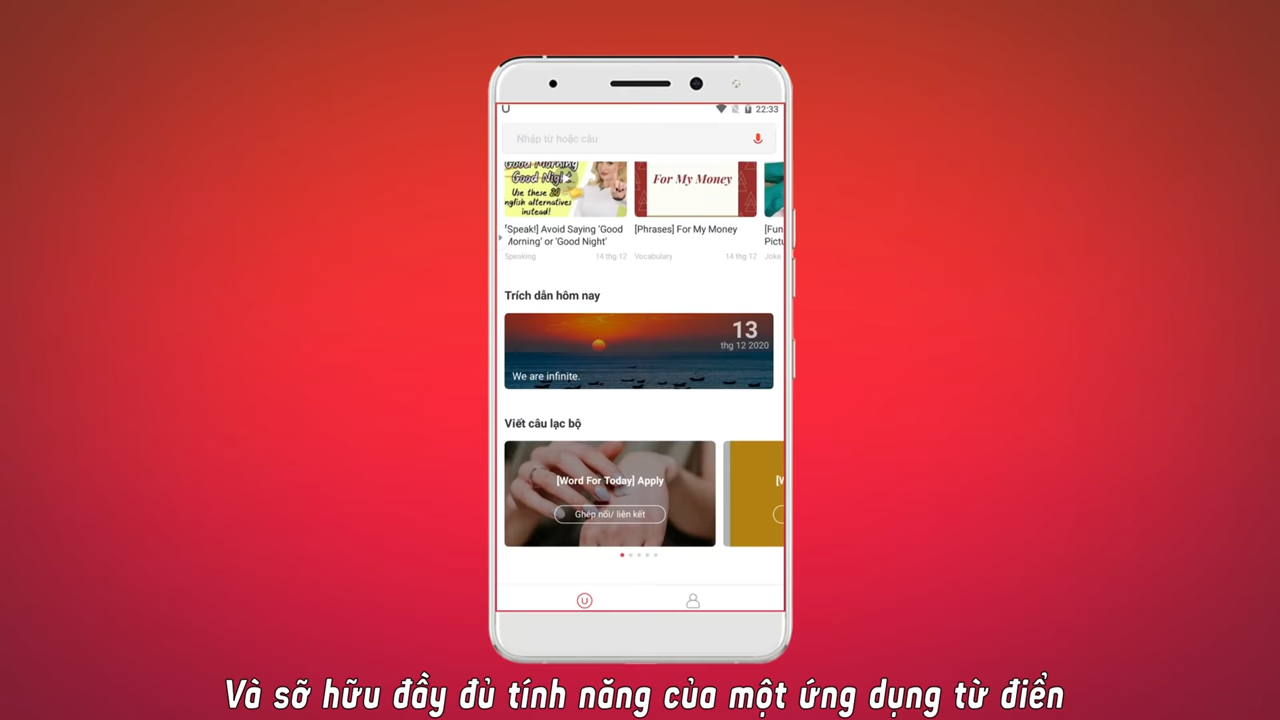 U
22:33
Nhập từ hoặc câu
Good Morning
Good Night
Use these 20
nglish alternatives
instead!
For My Money
'Speak!] Avoid Saying 'Good
Morning' or 'Good Night'
Speaking
14 thg 12
[Phrases] For My Money
Vocabulary
14 thg 12
[Fun
Pictu
Joke
Trích dẫn hôm nay
13
thg 12 2020
We are infinite.
Viết câu lạc bộ
[Word For Today] Apply
Ghép nối/ liên kết
[W
U
Và sỡ hữu đầy đủ tính năng của một ứng dụng từ điển